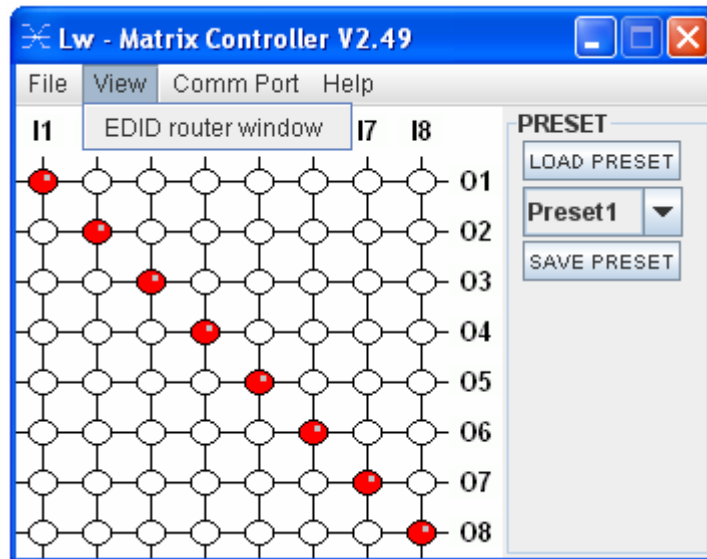 Lw - Matrix Controller V2.49
File View Comm Port Help
EDID router window
I1 I7 I8
PRESET
LOAD PRESET
Preset1
SAVE PRESET
O1
O2
O3
O4
O5
O6
O7
O8